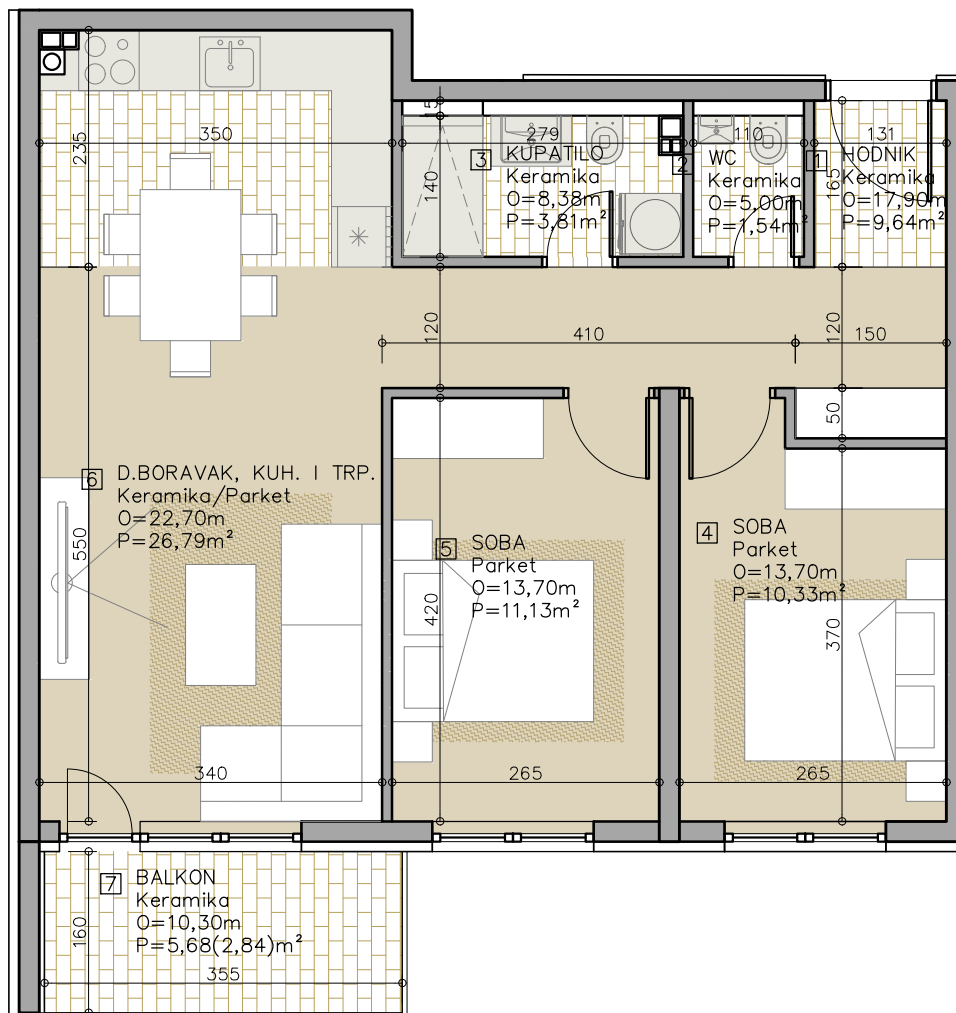 15
350
279
110
131
235
140
165
3 KUPATILO
Keramika
O=8,38m
P=3,81m²
2 WC
Keramika
O=5,00m
P=1,54m²
1 HODNIK
Keramika
O=17,90m
P=9,64m²
120
410
120
150
50
6 D.BORAVAK, KUH. I TRP.
Keramika/Parket
O=22,70m
P=26,79m²
550
5 SOBA
Parket
O=13,70m
P=11,13m²
420
4 SOBA
Parket
O=13,70m
P=10,33m²
370
340
265
265
7 BALKON
Keramika
O=10,30m
P=5,68(2,84)m²
160
355